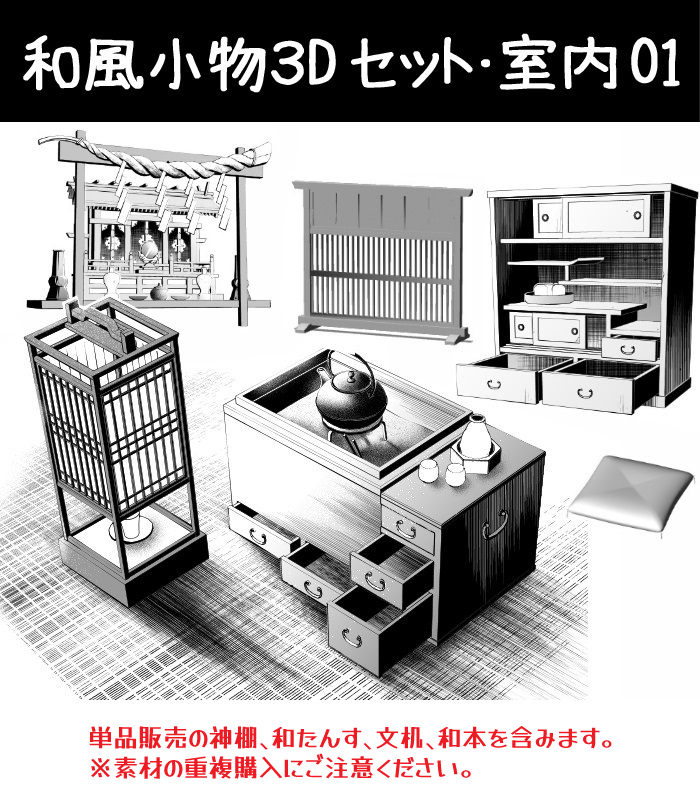 和風小物3Dセット・室内01
単品販売の神棚、和たんす、文机、和本を含みます。
※素材の重複購入にご注意ください。